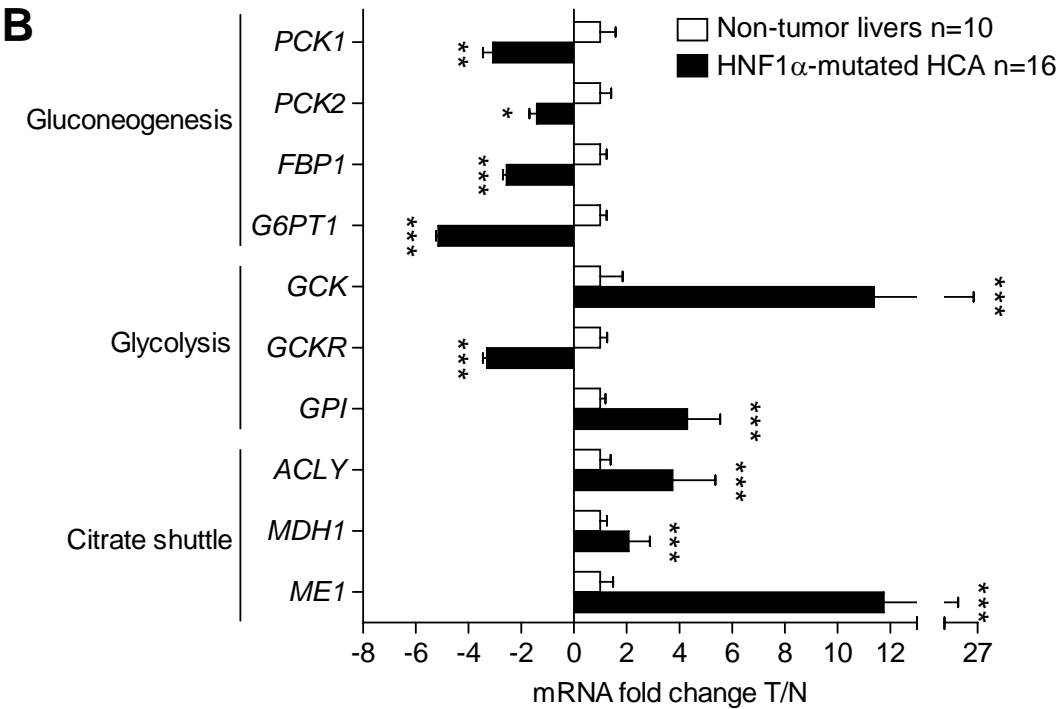 B
Non-tumor livers n=10
HNF1α-mutated HCA n=16
Gluconeogenesis
PCK1
**
PCK2
*
FBP1
***
G6PT1
***
Glycolysis
GCK
***
GCKR
***
GPI
***
Citrate shuttle
ACLY
***
MDH1
***
ME1
***
-8 -6 -4 -2 0 2 4 6 8 10 12 27
mRNA fold change T/N